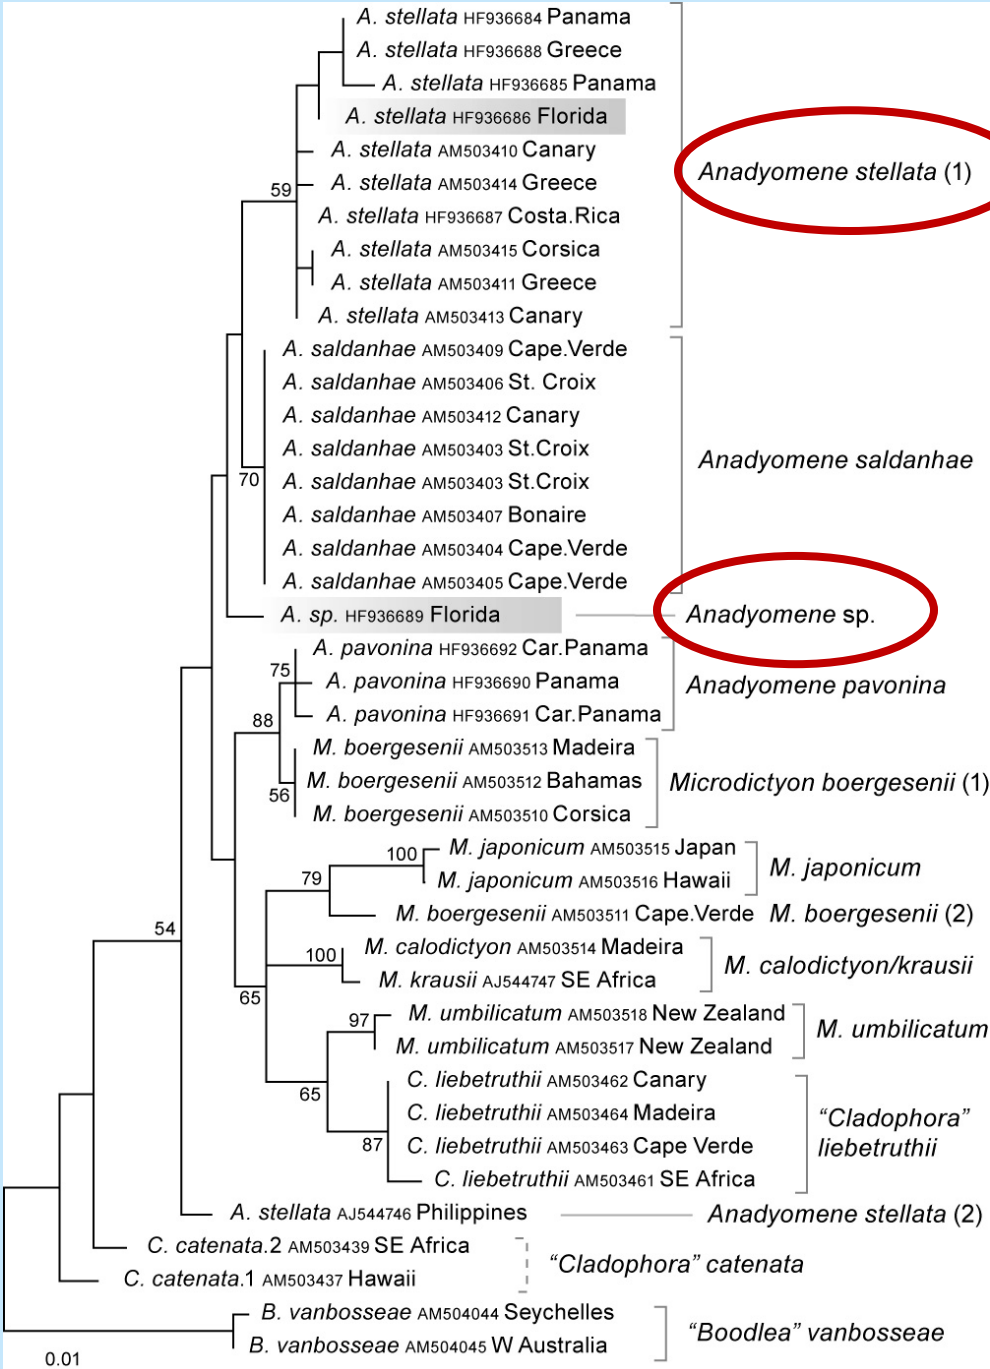 A. stellata HF936684 Panama
A. stellata HF936688 Greece
A. stellata HF936685 Panama
A. stellata HF936686 Florida
A. stellata AM503410 Canary
Anadyomene stellata (1)
59
A. stellata AM503414 Greece
A. stellata HF936687 Costa.Rica
A. stellata AM503415 Corsica
A. stellata AM503411 Greece
A. stellata AM503413 Canary
A. saldanhae AM503409 Cape.Verde
A. saldanhae AM503406 St. Croix
A. saldanhae AM503412 Canary
A. saldanhae AM503403 St.Croix
Anadyomene saldanhae
70
A. saldanhae AM503403 St.Croix
A. saldanhae AM503407 Bonaire
A. saldanhae AM503404 Cape.Verde
A. saldanhae AM503405 Cape.Verde
A. sp. HF936689 Florida
Anadyomene sp.
A. pavonina HF936692 Car.Panama
75
A. pavonina HF936690 Panama
Anadyomene pavonina
88
A. pavonina HF936691 Car.Panama
M. boergesenii AM503513 Madeira
M. boergesenii AM503512 Bahamas
Microdictyon boergesenii (1)
56
M. boergesenii AM503510 Corsica
100
M. japonicum AM503515 Japan
M. japonicum
79
M. japonicum AM503516 Hawaii
M. boergesenii AM503511 Cape.Verde
M. boergesenii (2)
54
M. calodictyon AM503514 Madeira
100
M. calodictyon/krausii
M. krausii AJ544747 SE Africa
65
M. umbilicatum AM503518 New Zealand
97
M. umbilicatum
M. umbilicatum AM503517 New Zealand
C. liebetruthii AM503462 Canary
65
C. liebetruthii AM503464 Madeira
“Cladophora”
liebetruthii
C. liebetruthii AM503463 Cape Verde
87
C. liebetruthii AM503461 SE Africa
A. stellata AJ544746 Philippines
Anadyomene stellata (2)
C. catenata.2 AM503439 SE Africa
“Cladophora” catenata
C. catenata.1 AM503437 Hawaii
B. vanbosseae AM504044 Seychelles
“Boodlea” vanbosseae
B. vanbosseae AM504045 W Australia
0.01